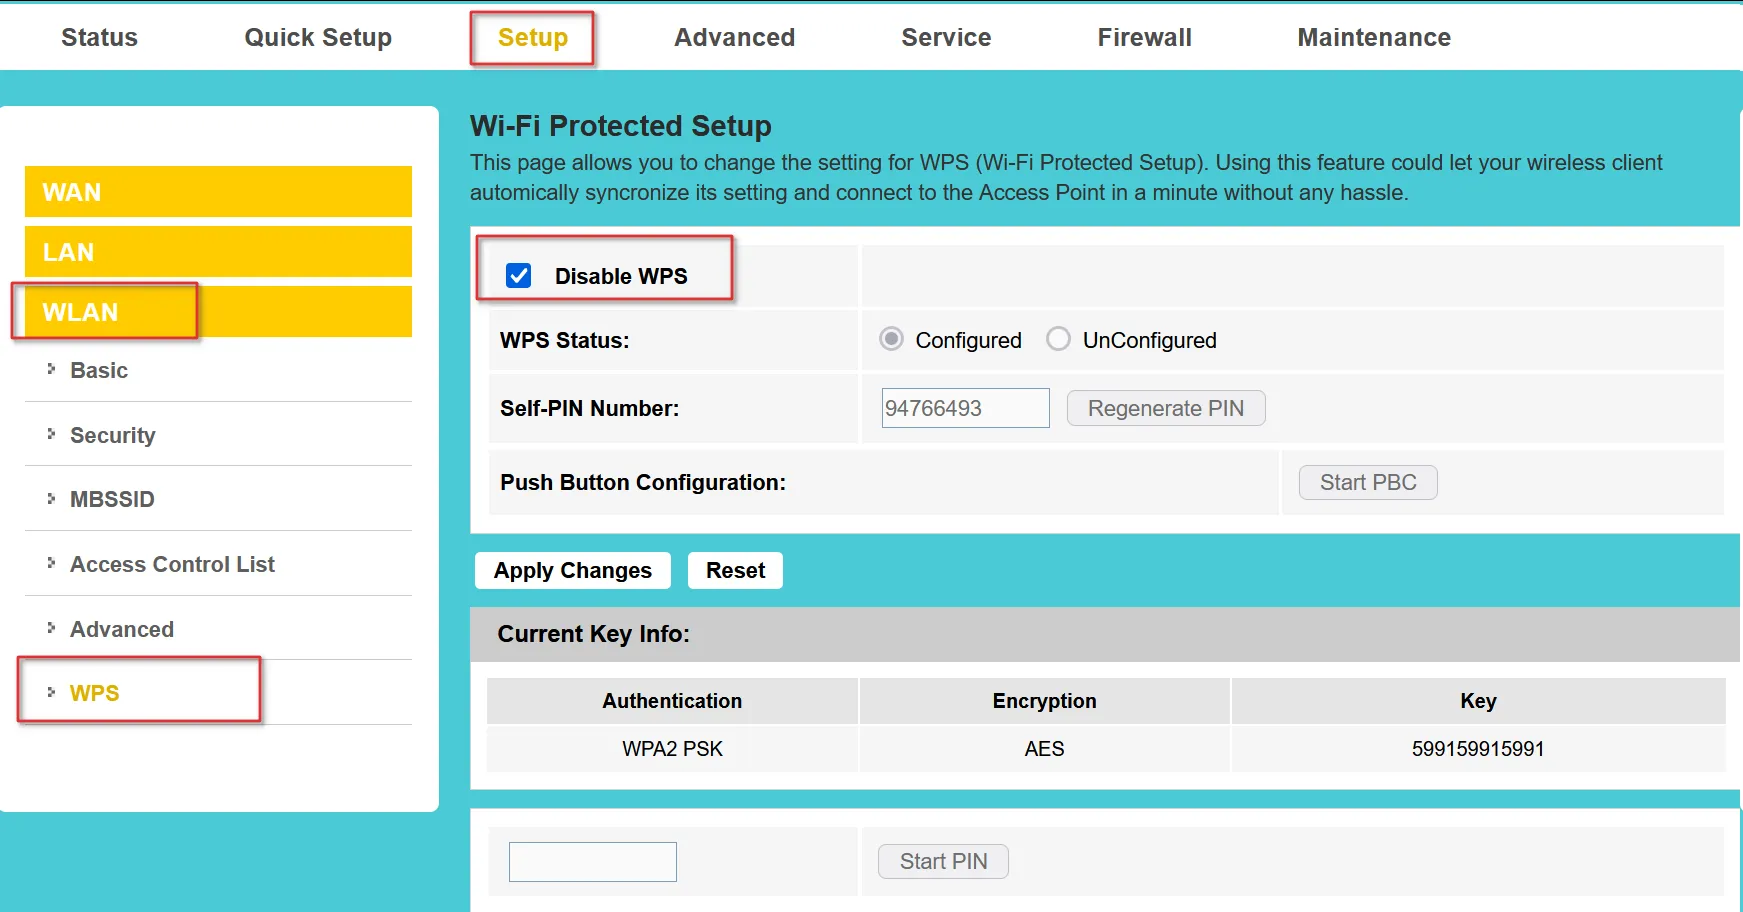 Status Quick Setup Setup Advanced Service Firewall Maintenance
WAN
LAN
WLAN
Basic
Security
MBSSID
Access Control List
Advanced
WPS
Wi-Fi Protected Setup
This page allows you to change the setting for WPS (Wi-Fi Protected Setup). Using this feature could let your wireless client
automically syncronize its setting and connect to the Access Point in a minute without any hassle.
Disable WPS
WPS Status: Configured UnConfigured
Self-PIN Number: 94766493 Regenerate PIN
Push Button Configuration: Start PBC
Apply Changes Reset
Current Key Info:
Authentication Encryption Key
WPA2 PSK AES 599159915991
Start PIN